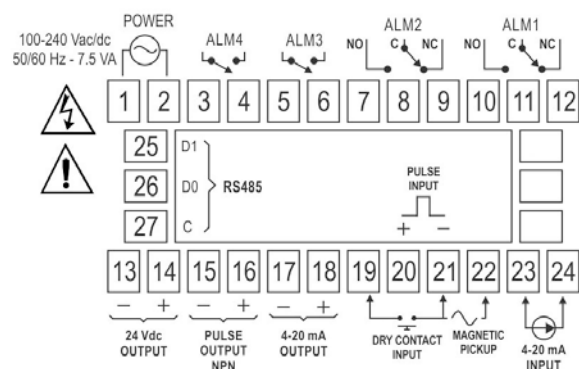 POWER
100-240 Vac/dc
50/60 Hz - 7.5 VA
ALM4
ALM3
ALM2
NO C NC
ALM1
NO C NC
1 2 3 4 5 6 7 8 9 10 11 12
25 D1
26 D0 RS485
27 C
PULSE
INPUT
+ −
13 14 15 16 17 18 19 20 21 22 23 24
− + − + − +
24 Vdc
OUTPUT
PULSE
OUTPUT
NPN
4-20 mA
OUTPUT
DRY CONTACT
INPUT
MAGNETIC
PICKUP
4-20 mA
INPUT